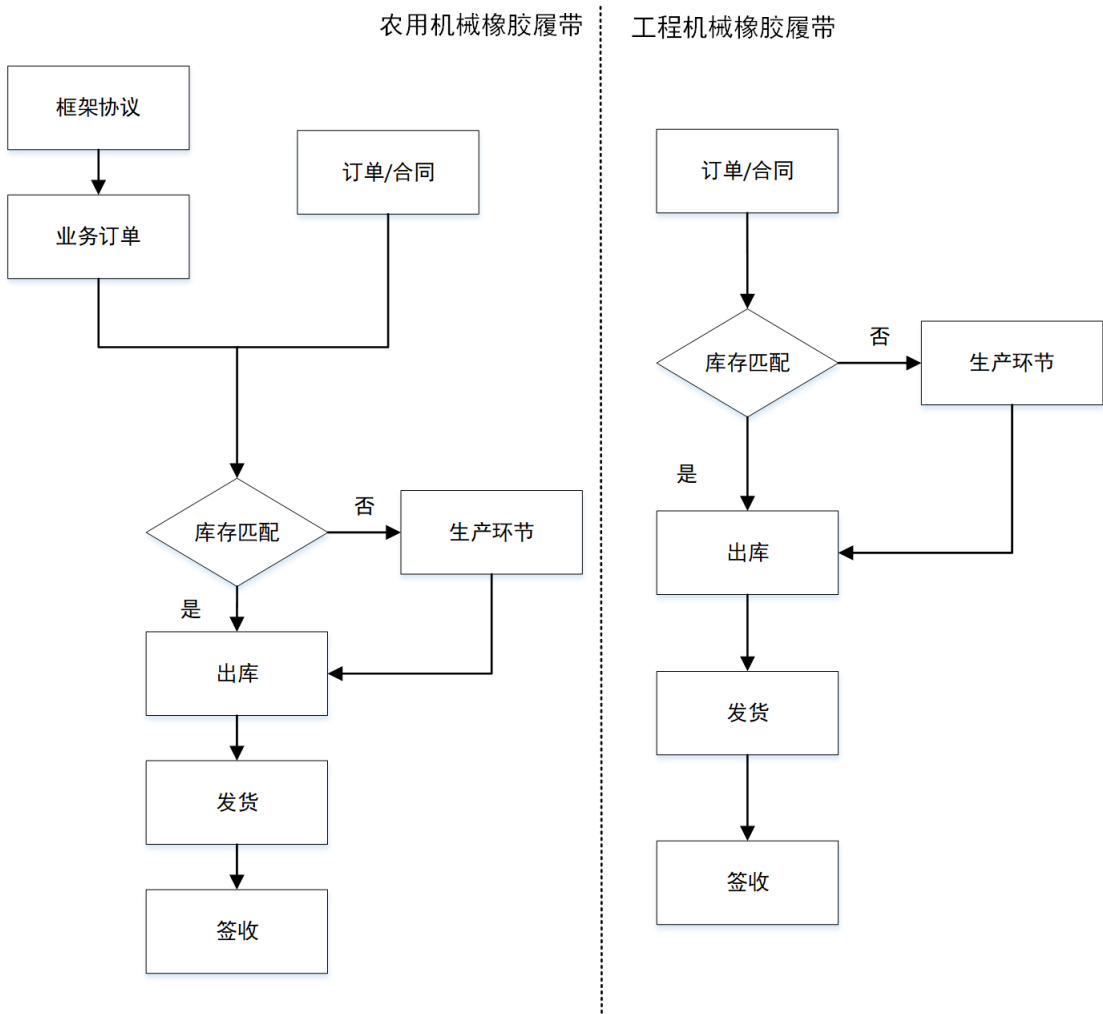 农用机械橡胶履带
框架协议
订单/合同
业务订单
库存匹配
否
生产环节
是
出库
发货
签收
工程机械橡胶履带
订单/合同
库存匹配
否
生产环节
是
出库
发货
签收